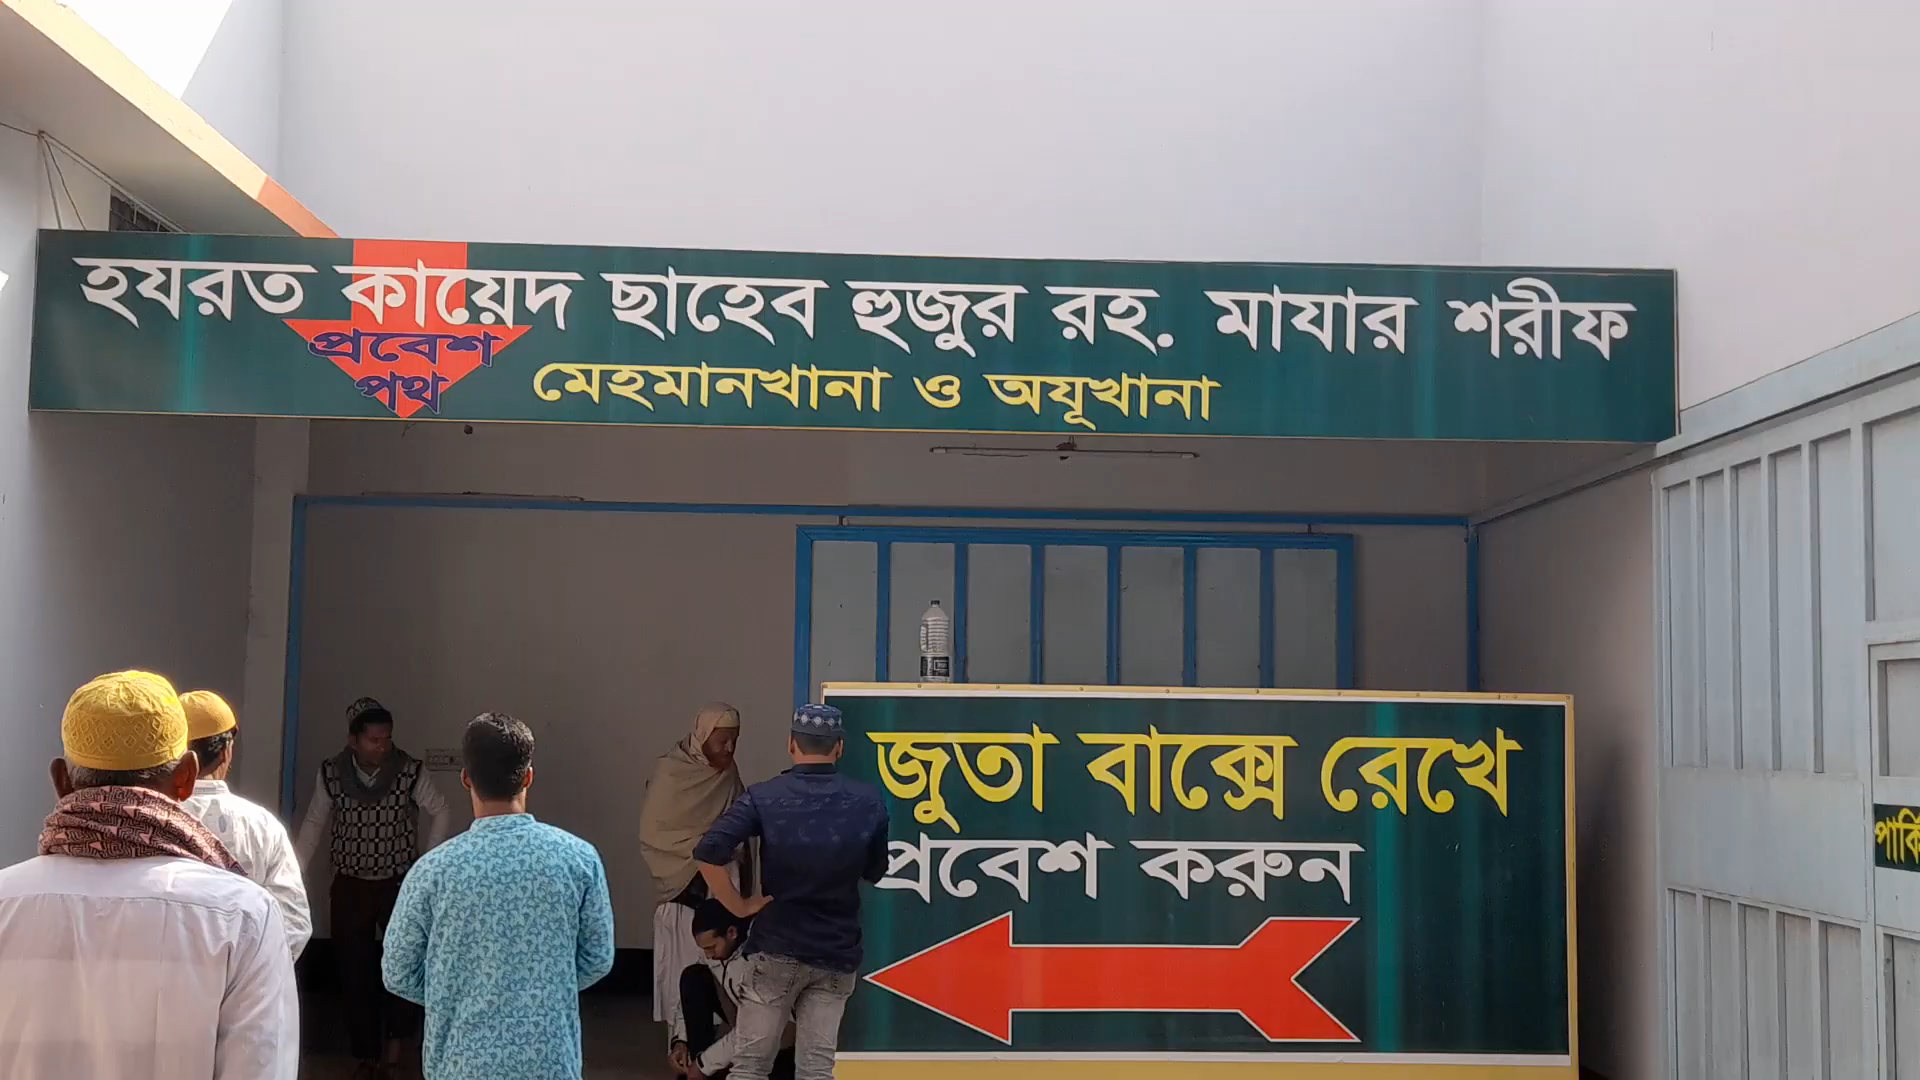 হযরত কায়েদ ছাহেব হুজুর রহ. মাযার শরীফ
প্রবেশ
পথ
মেহমানখানা ও অযূখানা
জুতা বাক্সে রেখে
প্রবেশ করুন